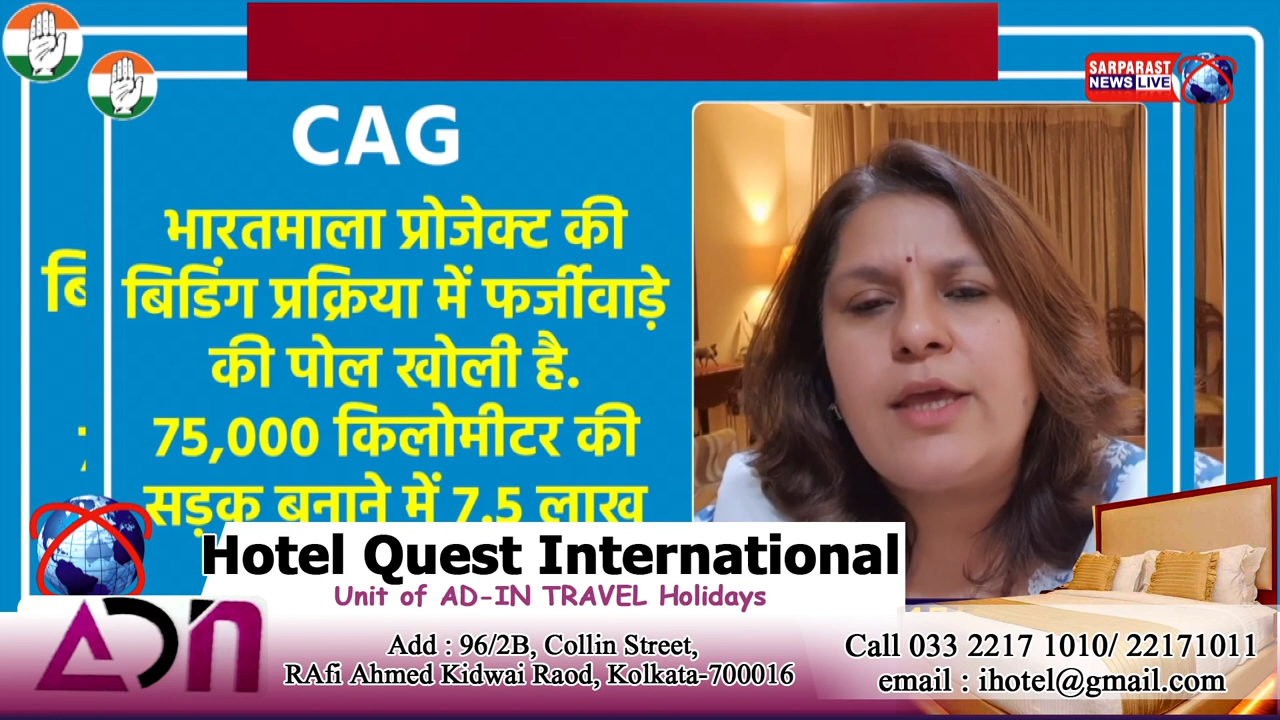 SARPARAST
NEWS LIVE
CAG
भारतमाला प्रोजेक्ट की
बिडिंग प्रक्रिया में फर्जीवाड़े
की पोल खोली है.
75,000 किलोमीटर की
सड़क बनाने में 7.5 लाख
Hotel Quest International
Unit of AD-IN TRAVEL Holidays
ADIN
Add : 96/2B, Collin Street,
RAfi Ahmed Kidwai Raod, Kolkata-700016
Call 033 2217 1010/ 22171011
email : ihotel@gmail.com